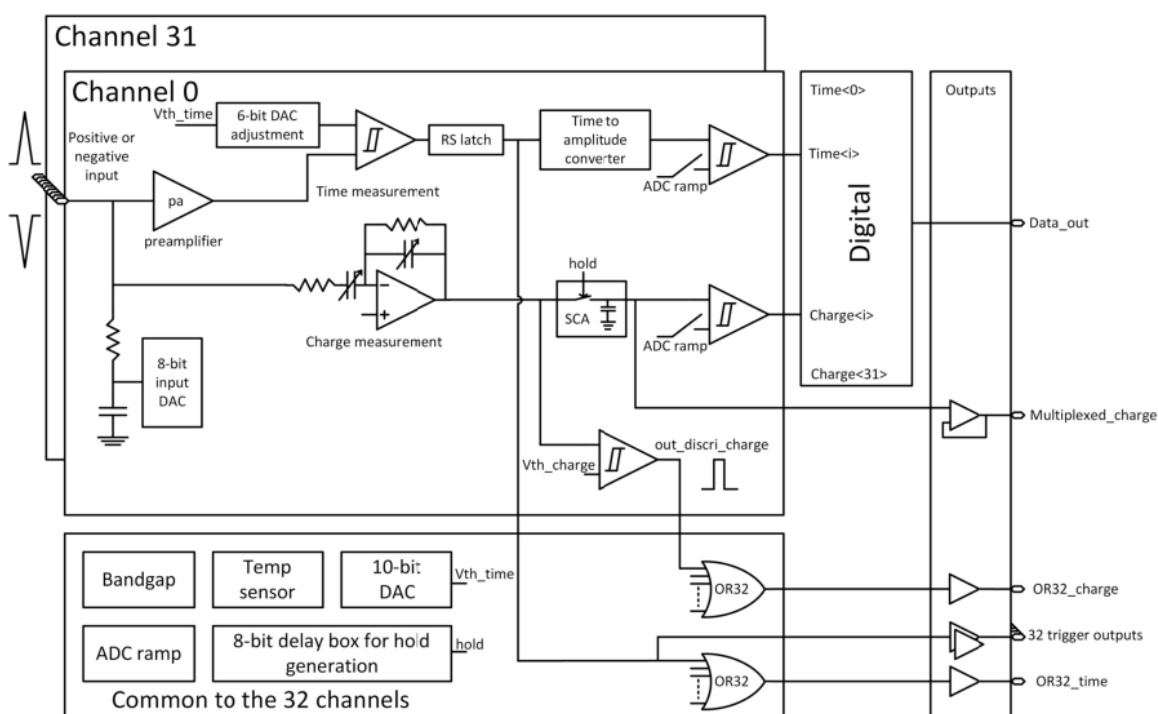 Channel 31
Channel 0
Vth_time
6-bit DAC
adjustment
RS latch
Time to
amplitude
converter
Time<0>
Outputs
Positive or
negative
input
Time<i>
ADC ramp
Time measurement
pa
preamplifier
Digital
Data_out
hold
−
+
SCA
Charge<i>
ADC ramp
Charge measurement
8-bit
input
DAC
Charge<31>
Multiplexed_charge
out_discri_charge
Vth_charge
Bandgap
Temp
sensor
10-bit
DAC
Vth_time
OR32
OR32_charge
ADC ramp
8-bit delay box for hold
generation
hold
32 trigger outputs
OR32
OR32_time
Common to the 32 channels